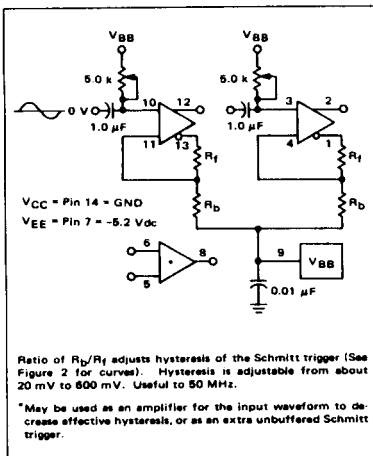 VBB VBB
5.0 k 5.0 k
0 V 10 12 3 2
1.0 µF 1.0 µF
11 13 4 1
Rf Rf
VCC = Pin 14 = GND
Rb Rb
VEE = Pin 7 = -5.2 Vdc
6 8 9 VBB
* 
5 0.01 µF
Ratio of Rb/Rf adjusts hysteresis of the Schmitt trigger (See
Figure 2 for curves). Hysteresis is adjustable from about
20 mV to 600 mV. Useful to 50 MHz.
*May be used as an amplifier for the input waveform to de-
crease effective hysteresis, or as an extra unbuffered Schmitt
trigger.